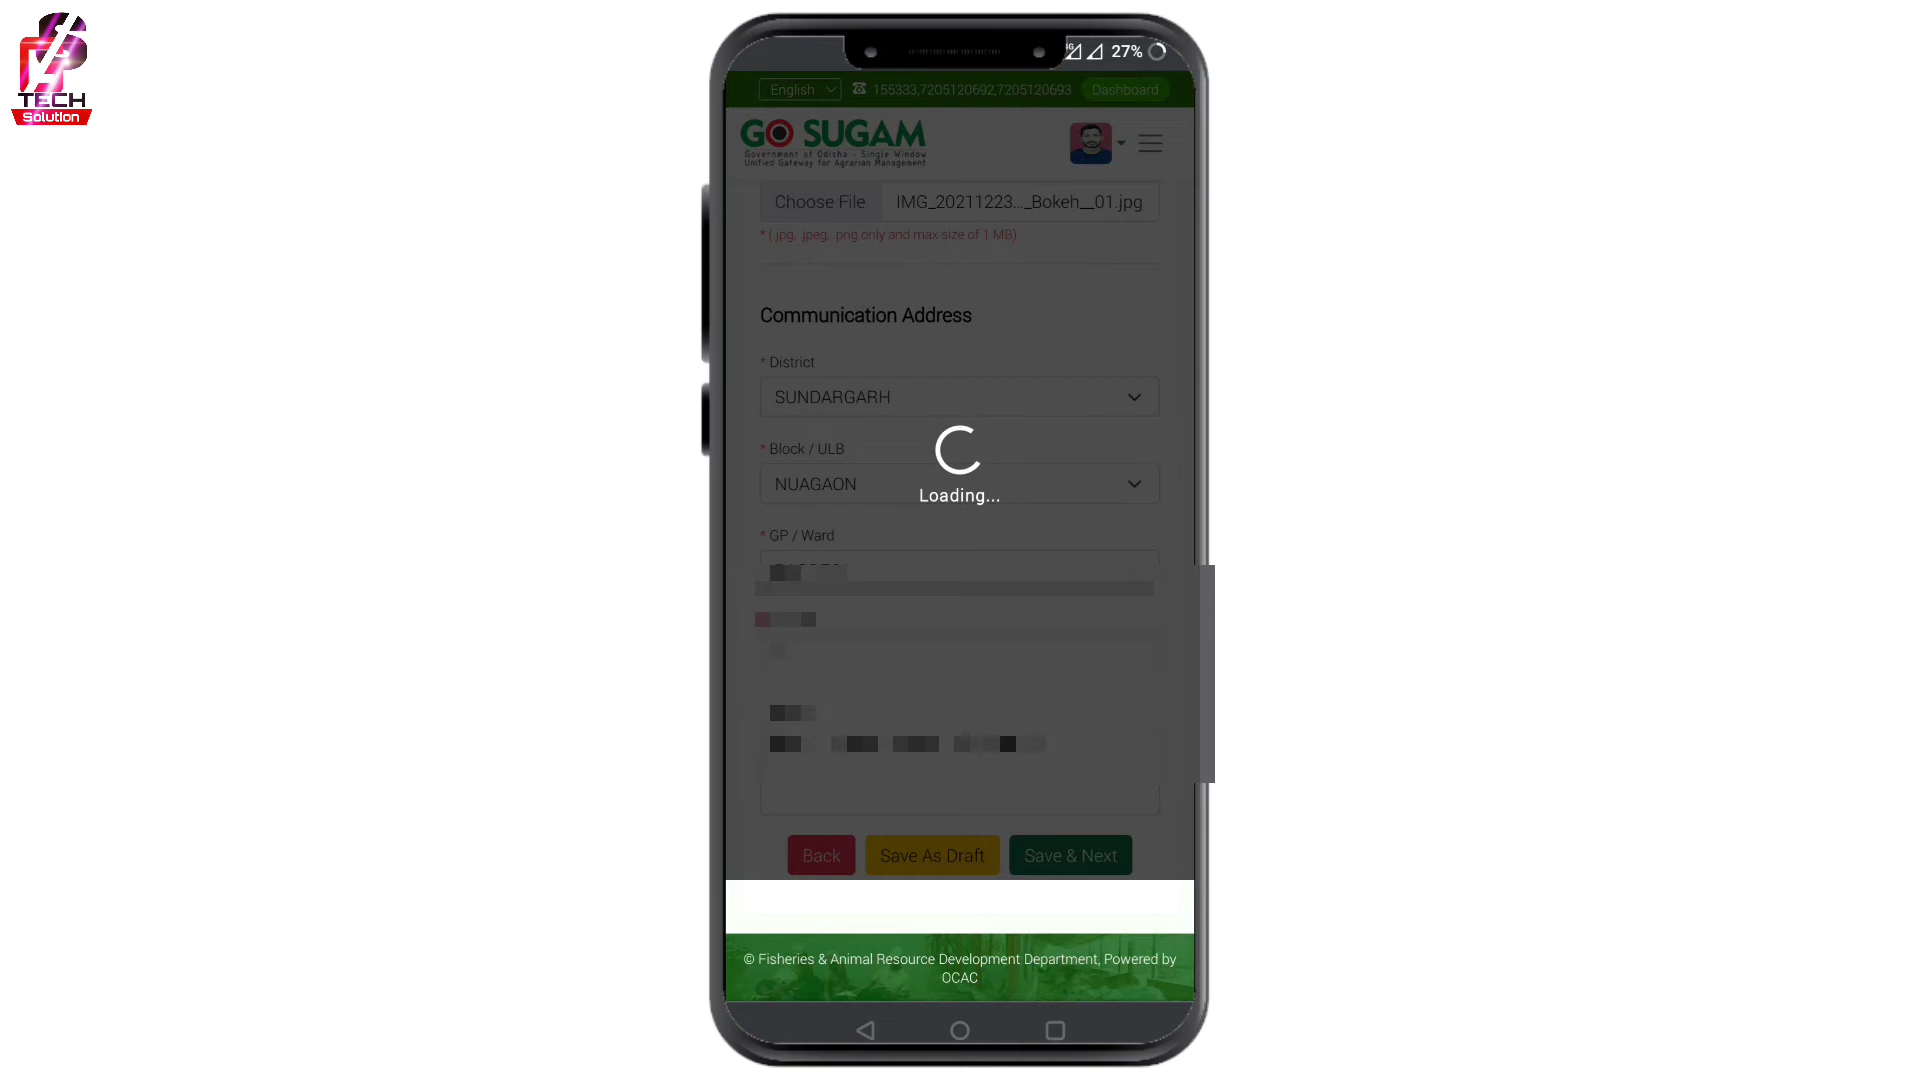 TECH
Solution
27%
English
155333,7205120692,7205120693
Dashboard
GO SUGAM
Government of Odisha - Single Window
Unified Gateway for Agrarian Management
Choose File IMG_20211223..._Bokeh__01.jpg
* (.jpg, .jpeg, .png only and max size of 1 MB)
Communication Address
* District
SUNDARGARH
* Block / ULB
NUAGAON
Loading...
* GP / Ward
Back
Save As Draft
Save & Next
© Fisheries & Animal Resource Development Department, Powered by
OCAC